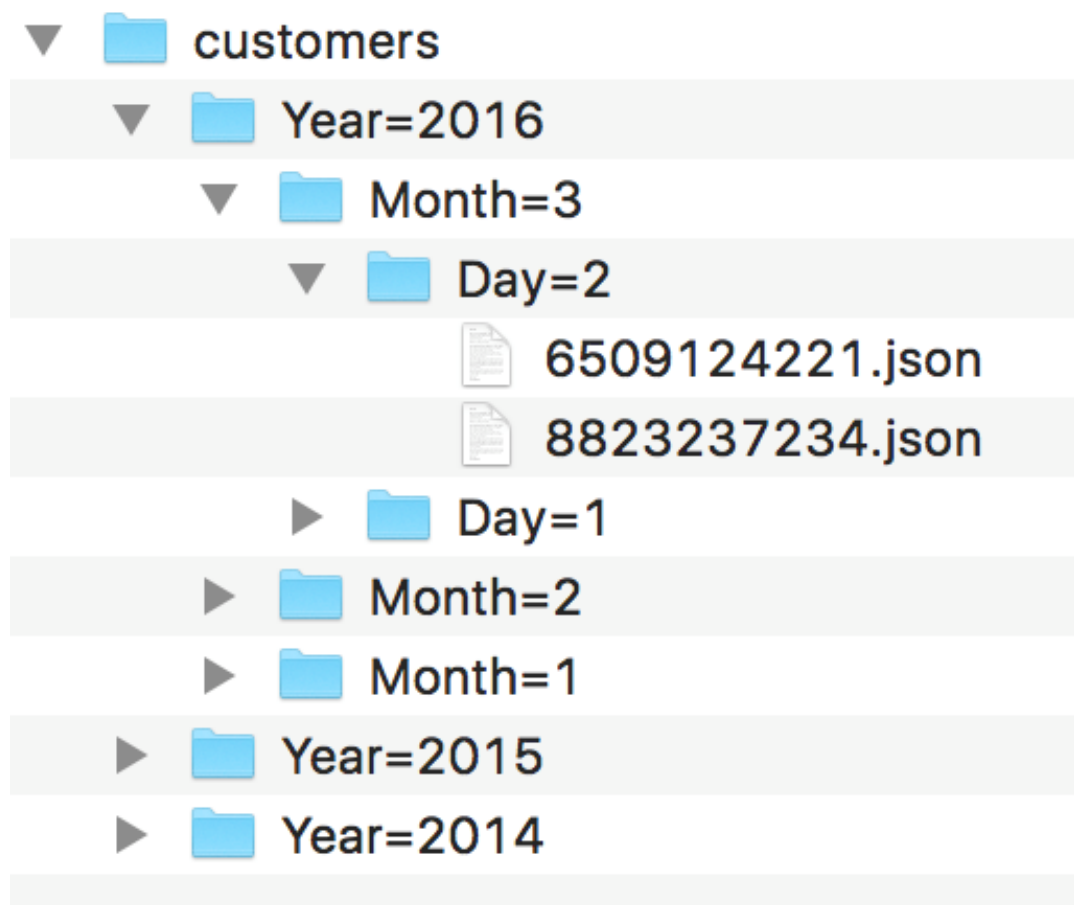 customers
Year=2016
Month=3
Day=2
6509124221.json
8823237234.json
Day=1
Month=2
Month=1
Year=2015
Year=2014